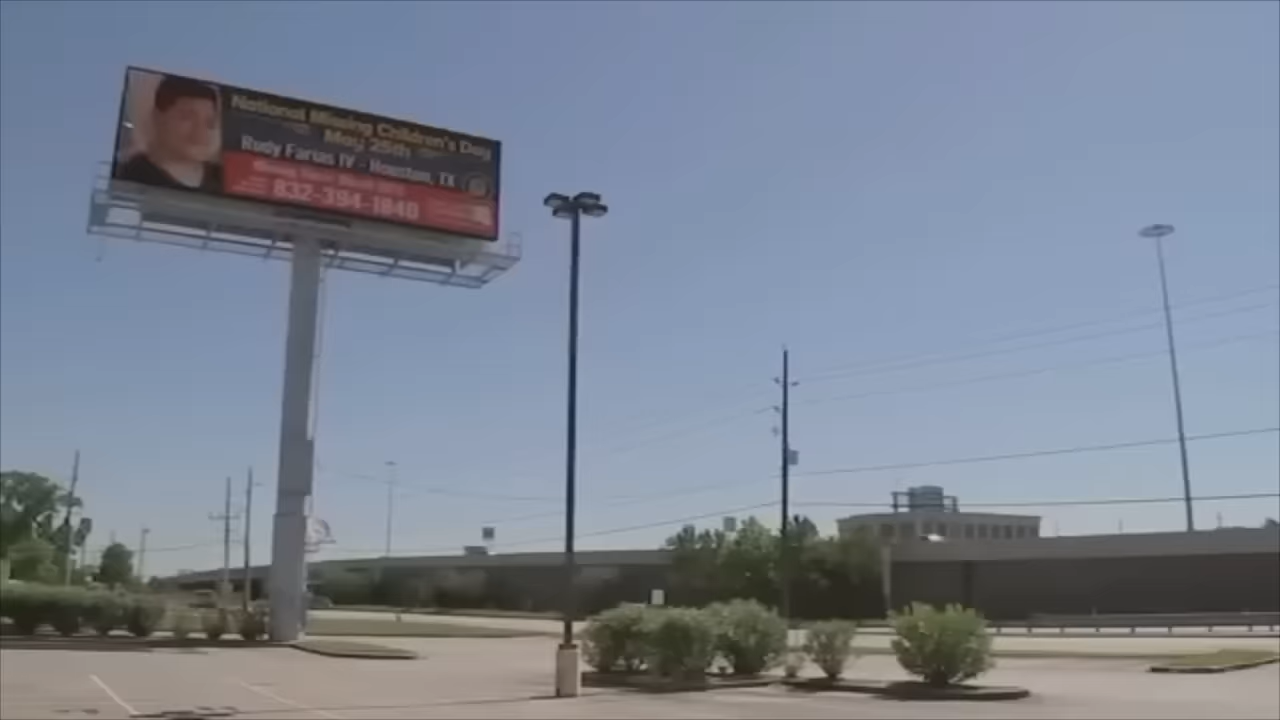 National Missing Children's Day
May 25th
Rudy Farias IV - Houston, TX
832-394-1840